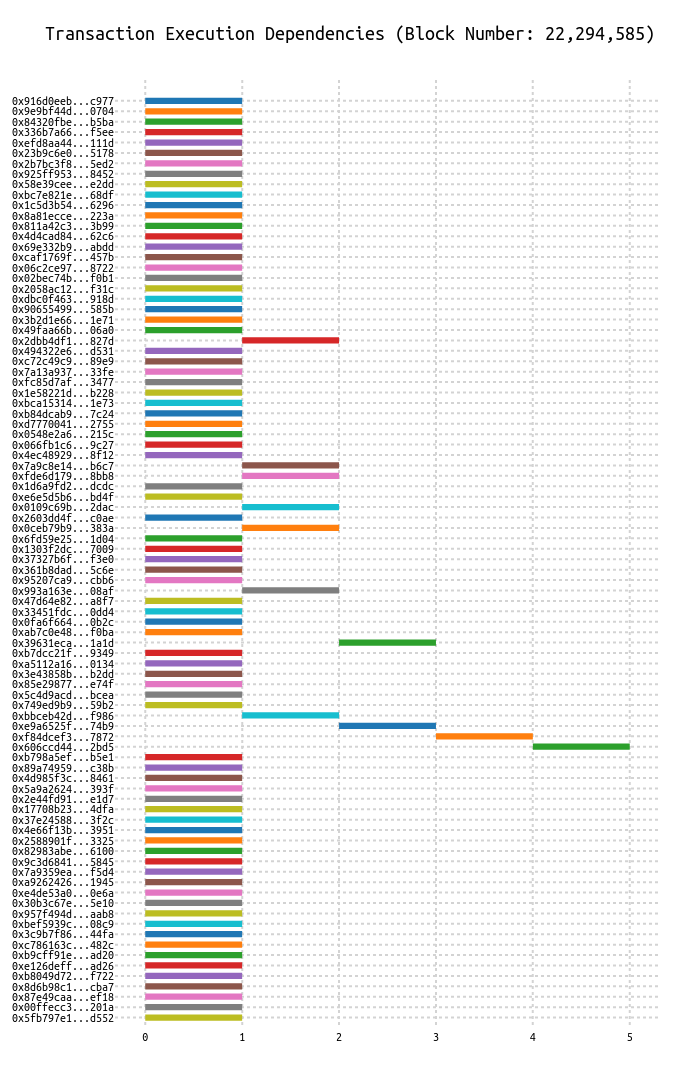 Transaction Execution Dependencies (Block Number: 22,294,585)
0x916d0eeb...c977
0x9e9bf44d...0704
0x84320fbe...b5ba
0x336b7a66...f5ee
0xefd8aa44...111d
0x23b9c6e0...5178
0x2b7bc3f8...5ed2
0x925ff953...8452
0x58e39cee...e2dd
0xbc7e821e...68df
0x1c5d3b54...6296
0x8a81ecce...223a
0x811a42c3...3b99
0x4d4cad84...62c6
0x69e332b9...abdd
0xcaf1769f...457b
0x06c2ce97...8722
0x02bec74b...f0b1
0x2058ac12...f31c
0xdbc0f463...918d
0x90655499...585b
0x3b2d1e66...1e71
0x49faa66b...06a0
0x2dbb4df1...827d
0x494322e6...d531
0xc72c49c9...89e9
0x7a13a937...33fe
0xfc85d7af...3477
0x1e58221d...b228
0xbca15314...1e73
0xb84dcab9...7c24
0xd7770041...2755
0x0548e2a6...215c
0x066fb1c6...9c27
0x4ec48929...8f12
0x7a9c8e14...b6c7
0xfde6d179...8bb8
0x1d6a9fd2...dcdc
0xe6e5d5b6...bd4f
0x0109c69b...2dac
0x2603dd4f...c0ae
0x0ceb79b9...383a
0x6fd59e25...1d04
0x1303f2dc...7009
0x37327b6f...f3e0
0x361b8dad...5c6e
0x95207ca9...cbb6
0x993a163e...08af
0x47d64e82...a8f7
0x33451fdc...0dd4
0x0fa6f664...0b2c
0xab7c0e48...f0ba
0x39631eca...1a1d
0xb7dcc21f...9349
0xa5112a16...0134
0x3e43858b...b2dd
0x85e29877...e74f
0x5c4d9acd...bcea
0x749ed9b9...59b2
0xbbceb42d...f986
0xe9a6525f...74b9
0xf84dcef3...7872
0x606ccd44...2bd5
0xb798a5ef...b5e1
0x89a74959...c38b
0x4d985f3c...8461
0x5a9a2624...393f
0x2e44fd91...e1d7
0x17708b23...4dfa
0x37e24588...3f2c
0x4e66f13b...3951
0x2588901f...3325
0x82983abe...6100
0x9c3d6841...5845
0x7a9359ea...f5d4
0xa9262426...1945
0xe4de53a0...0e6a
0x30b3c67e...5e10
0x957f494d...aab8
0xbef5939c...08c9
0x3c9b7f86...44fa
0xc786163c...482c
0xb9cff91e...ad20
0xe126deff...ad26
0xb8049d72...f722
0x8d6b98c1...cba7
0x87e49caa...ef18
0x00ffecc3...201a
0x5fb797e1...d552
0 1 2 3 4 5